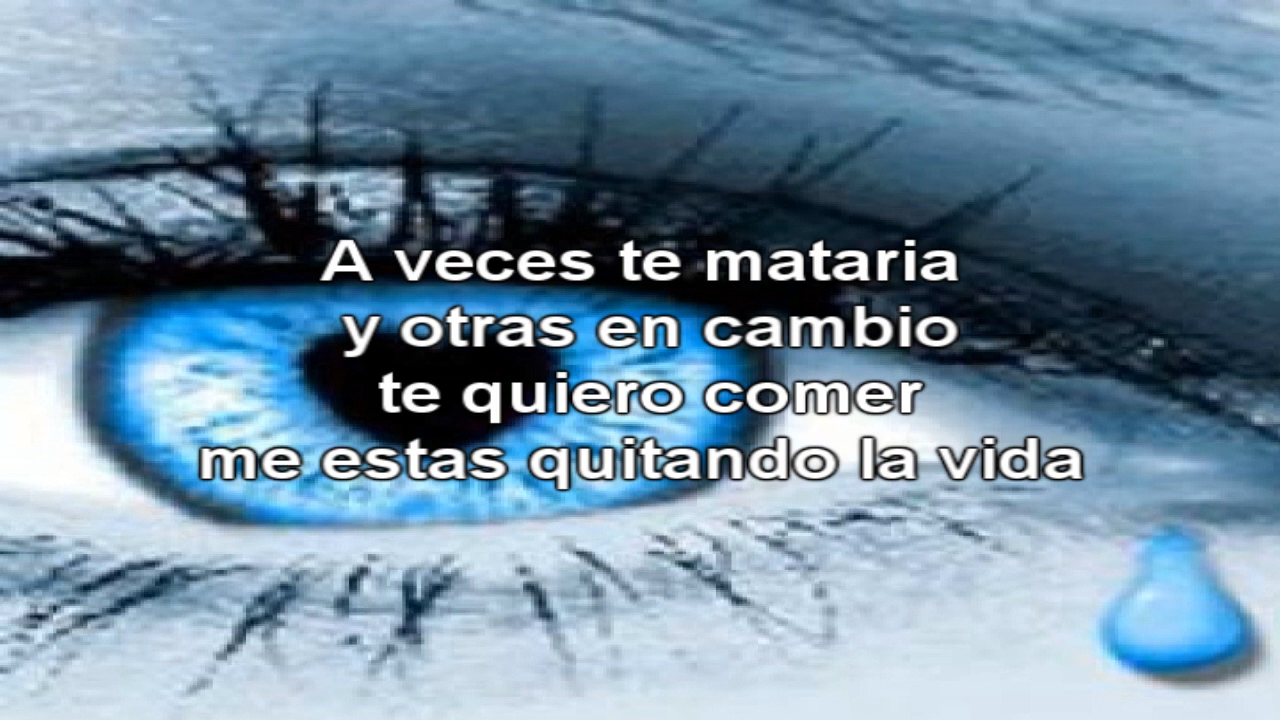 A veces te mataria
y otras en cambio
te quiero comer
me estas quitando la vida